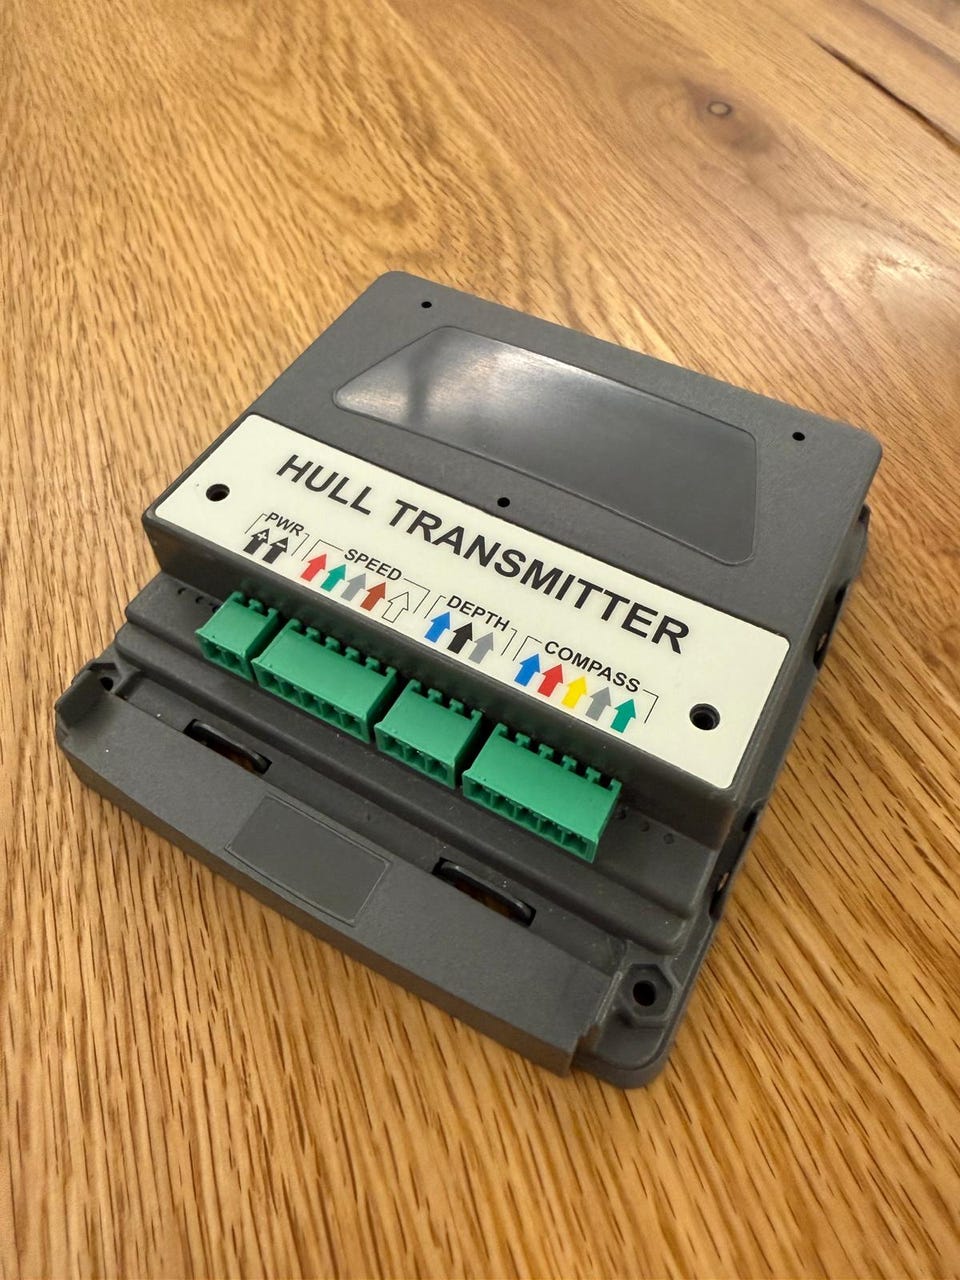 HULL TRANSMITTER
PWR SPEED DEPTH COMPASS
+ -